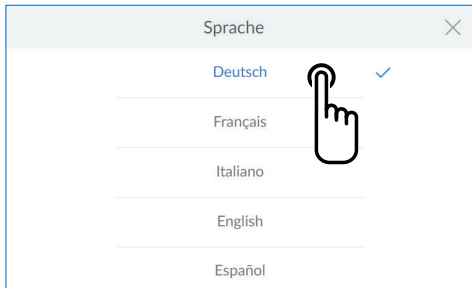 Sprache
Deutsch
Français
Italiano
English
Español